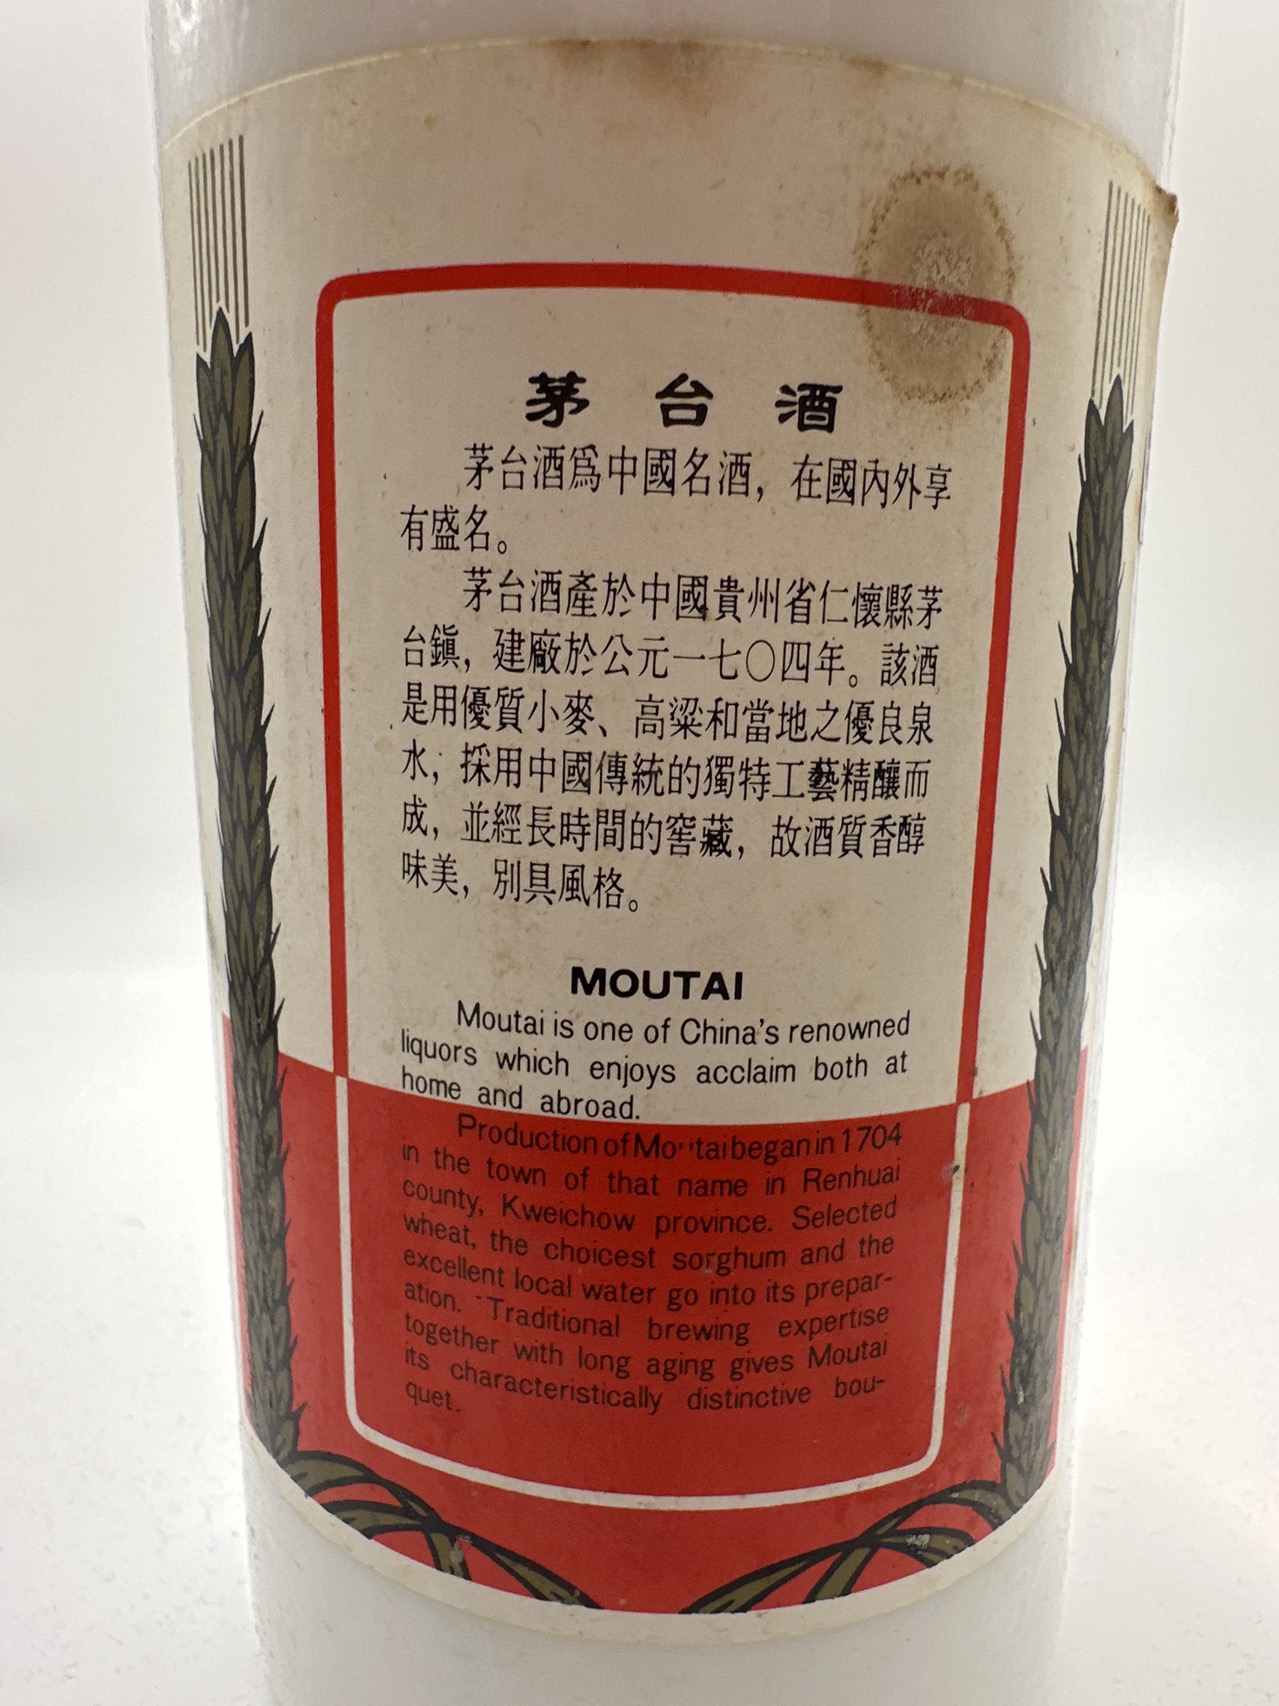 茅台酒
茅台酒爲中國名酒，在國內外享
有盛名。
茅台酒產於中國貴州省仁懷縣茅
台鎭，建廠於公元一七〇四年。該酒
是用優質小麥、高粱和當地之優良泉
水；採用中國傳統的獨特工藝精釀而
成，並經長時間的窖藏，故酒質香醇
味美，別具風格。
MOUTAI
Moutai is one of China's renowned
liquors which enjoys acclaim both at
home and abroad.
Production of Moutai began in 1704
in the town of that name in Renhuai
county, Kweichow province. Selected
wheat, the choicest sorghum and the
excellent local water go into its prepar-
ation. Traditional brewing expertise
together with long aging gives Moutai
its characteristically distinctive bou-
quet.